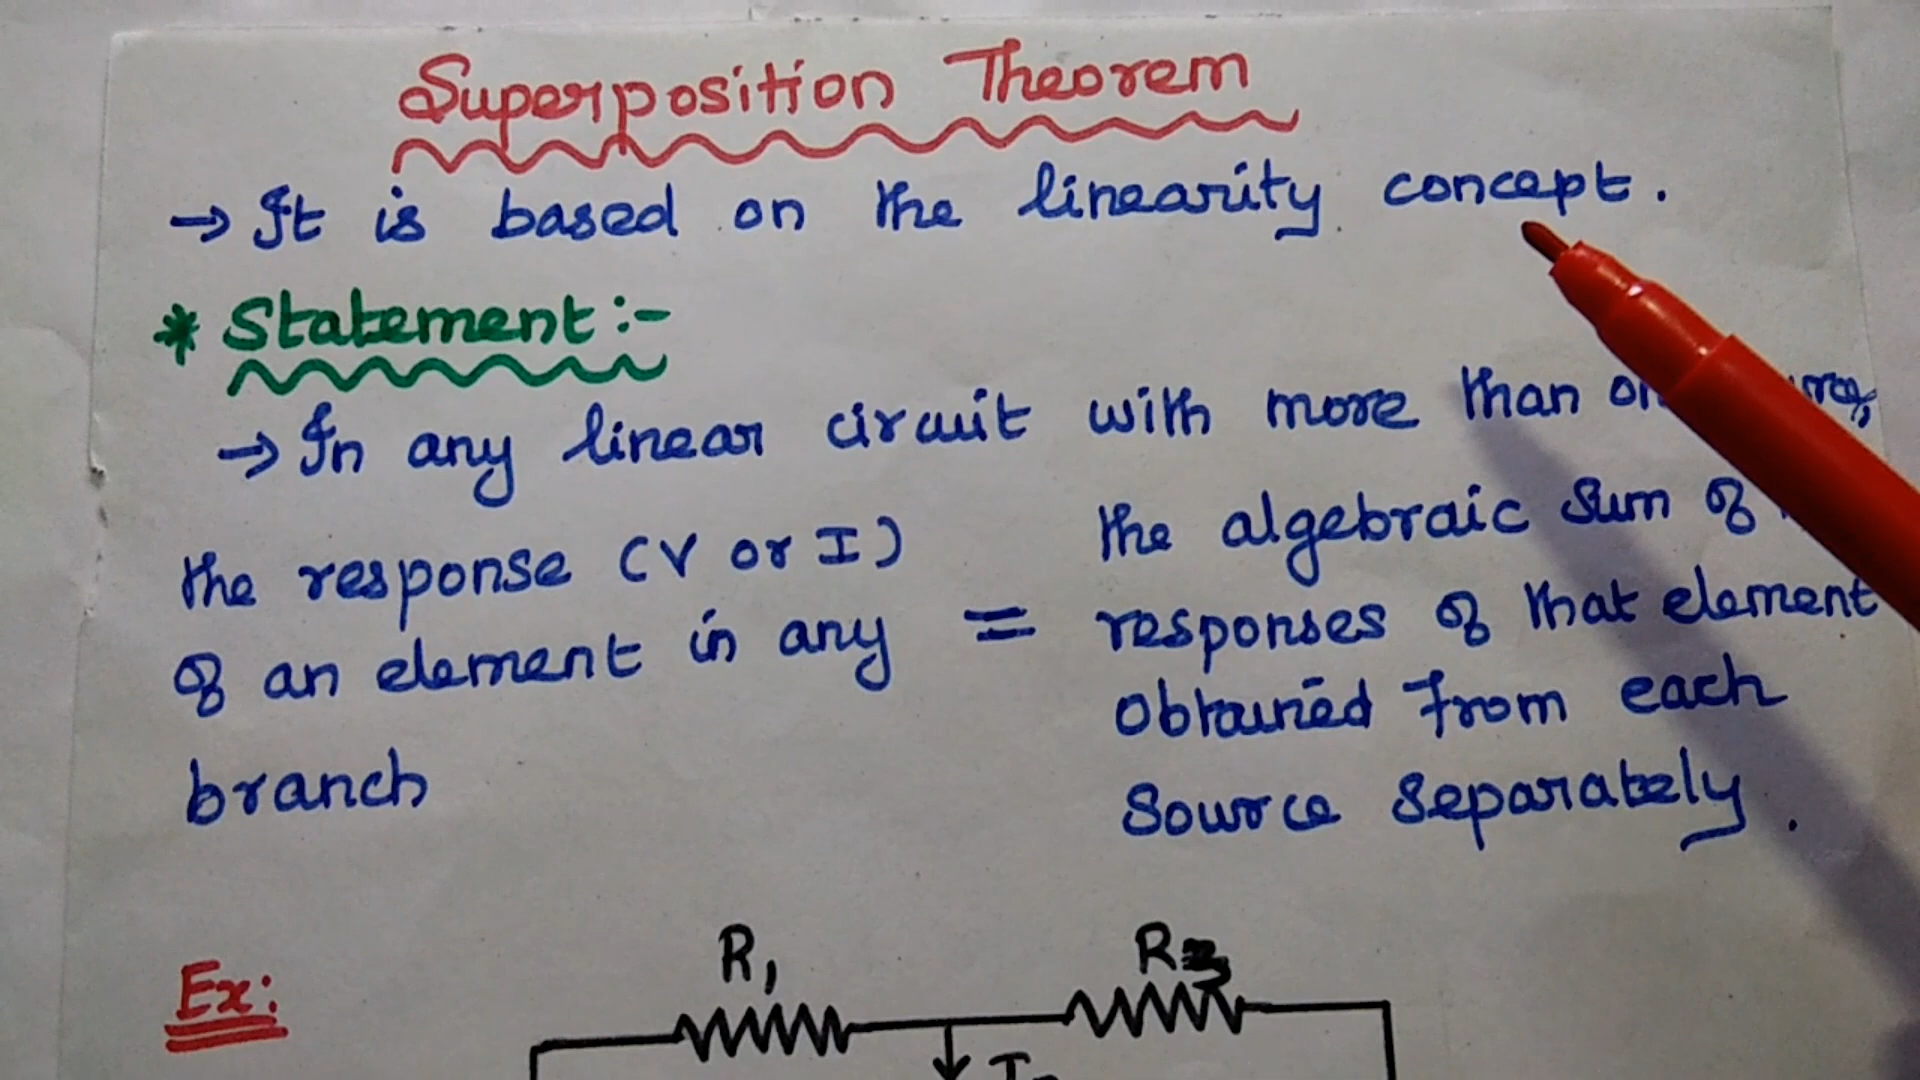 Superposition Theorem
→ It is based on the linearity concept.
* Statement :-
→ In any linear circuit with more than
the response (V or I)
of an element in any
branch
=
the algebraic sum of
responses of that element
obtained from each
source separately.
Ex:
R1
R3